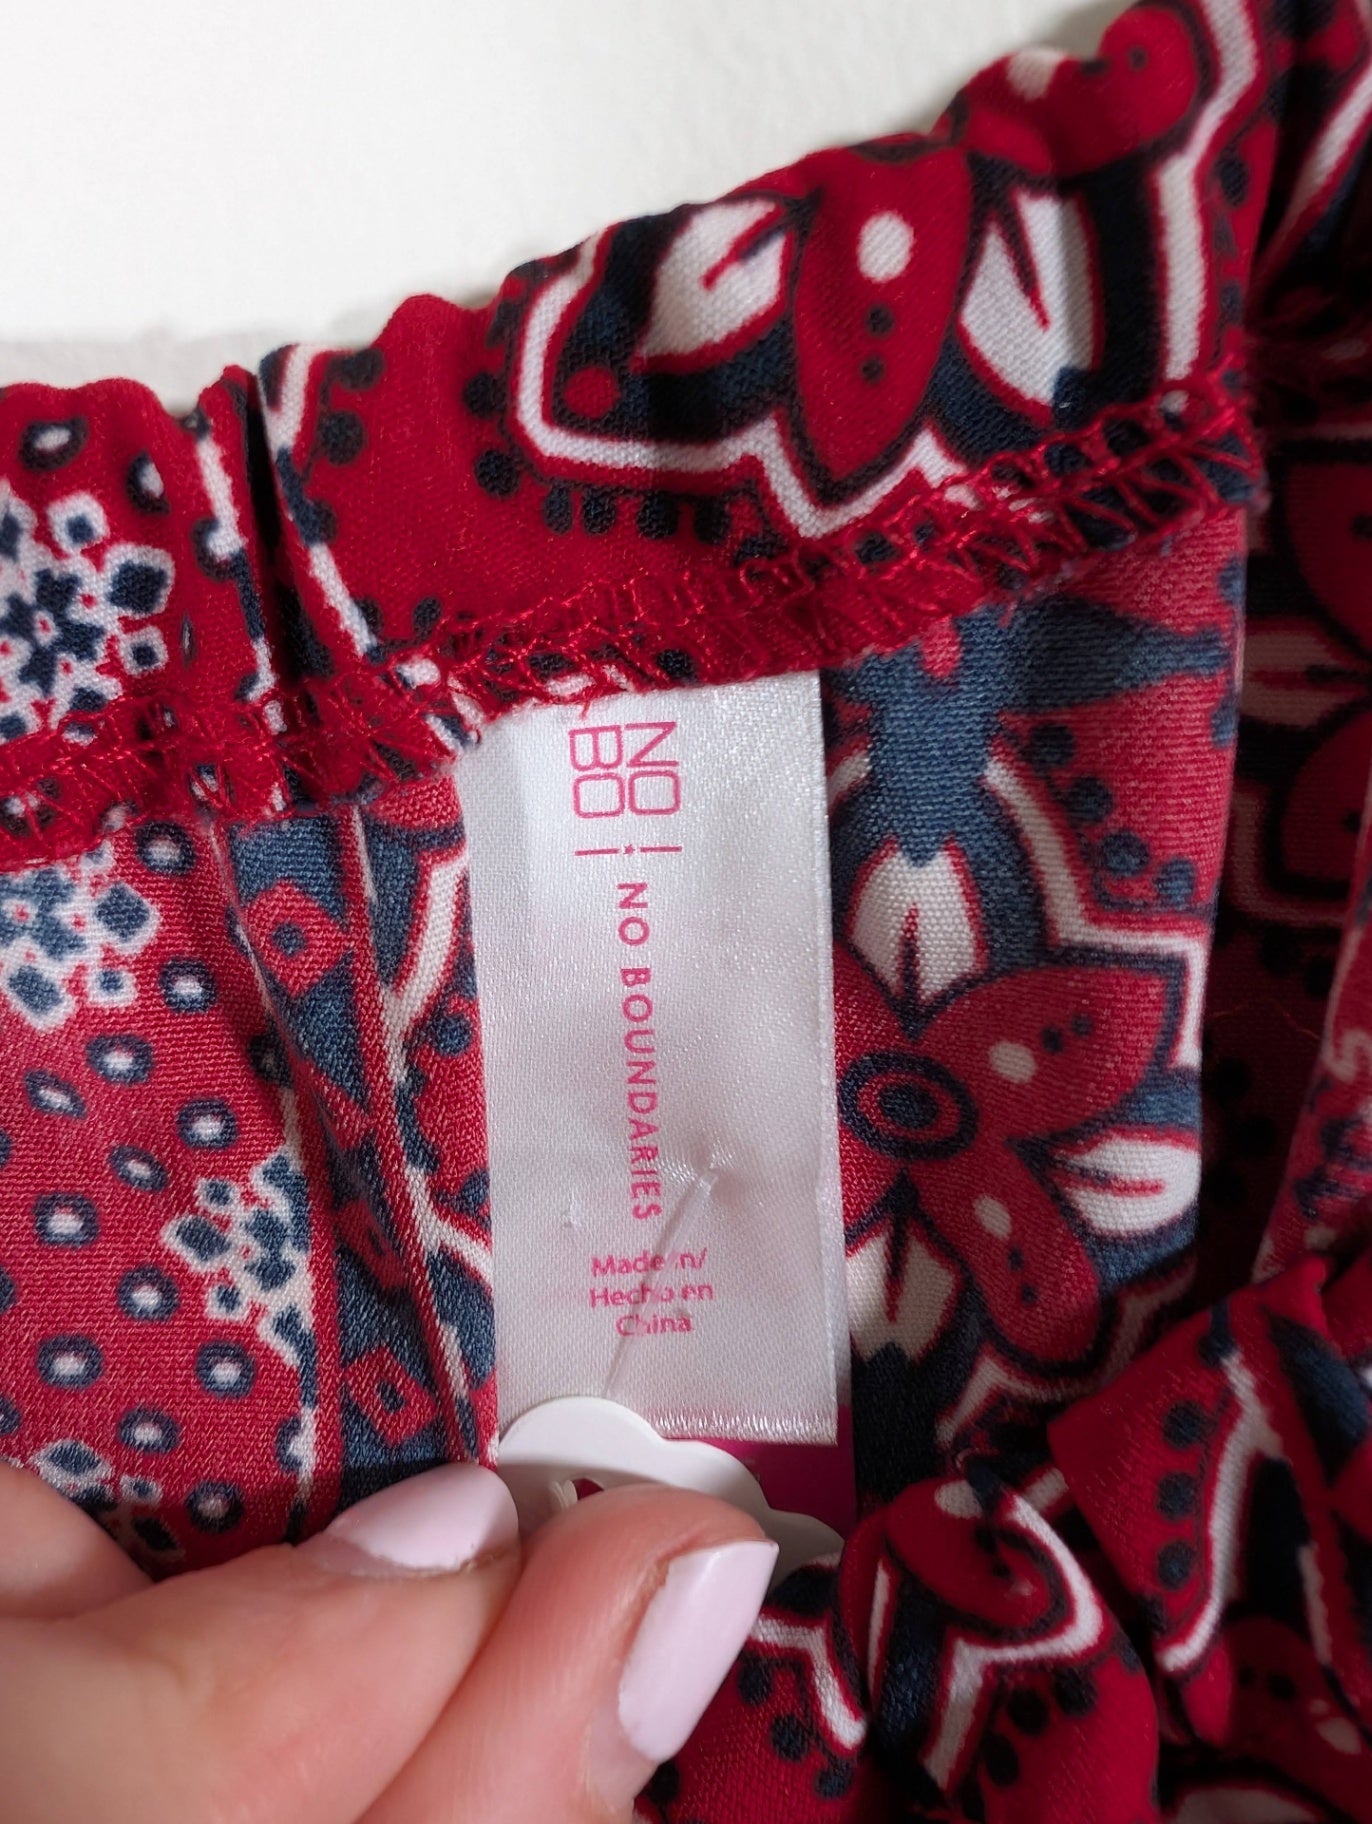 NO
BO
NO BOUNDARIES
Made in/
Hecho en
China